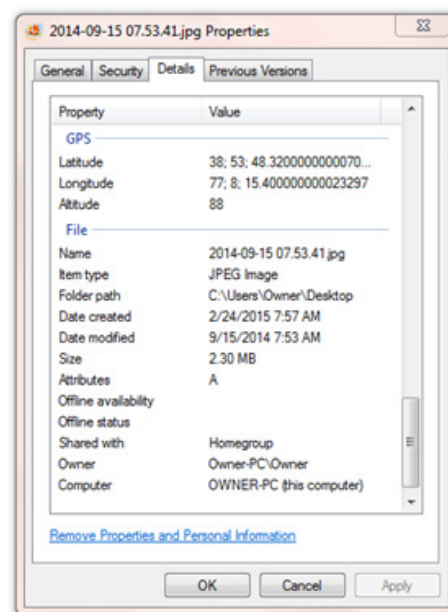 2014-09-15 07.53.41.jpg Properties
General Security Details Previous Versions
Property Value
GPS
Latitude 38; 53; 48.3200000000070...
Longitude 77; 8; 15.400000000023297
Altitude 88
File
Name 2014-09-15 07.53.41.jpg
Item type JPEG Image
Folder path C:\Users\Owner\Desktop
Date created 2/24/2015 7:57 AM
Date modified 9/15/2014 7:53 AM
Size 2.30 MB
Attributes A
Offline availability
Offline status
Shared with Homegroup
Owner Owner-PC\Owner
Computer OWNER-PC (this computer)
Remove Properties and Personal Information
OK Cancel Apply